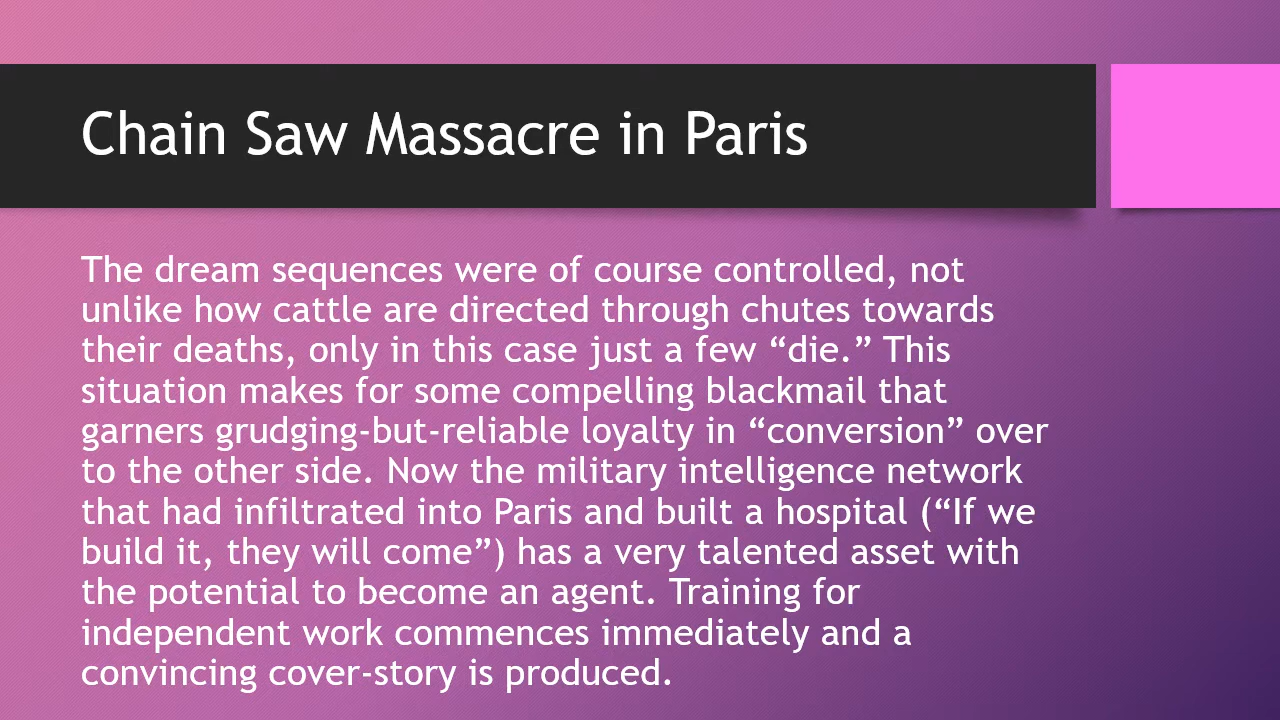 Chain Saw Massacre in Paris
The dream sequences were of course controlled, not
unlike how cattle are directed through chutes towards
their deaths, only in this case just a few “die.” This
situation makes for some compelling blackmail that
garners grudging-but-reliable loyalty in “conversion” over
to the other side. Now the military intelligence network
that had infiltrated into Paris and built a hospital (“If we
build it, they will come”) has a very talented asset with
the potential to become an agent. Training for
independent work commences immediately and a
convincing cover-story is produced.